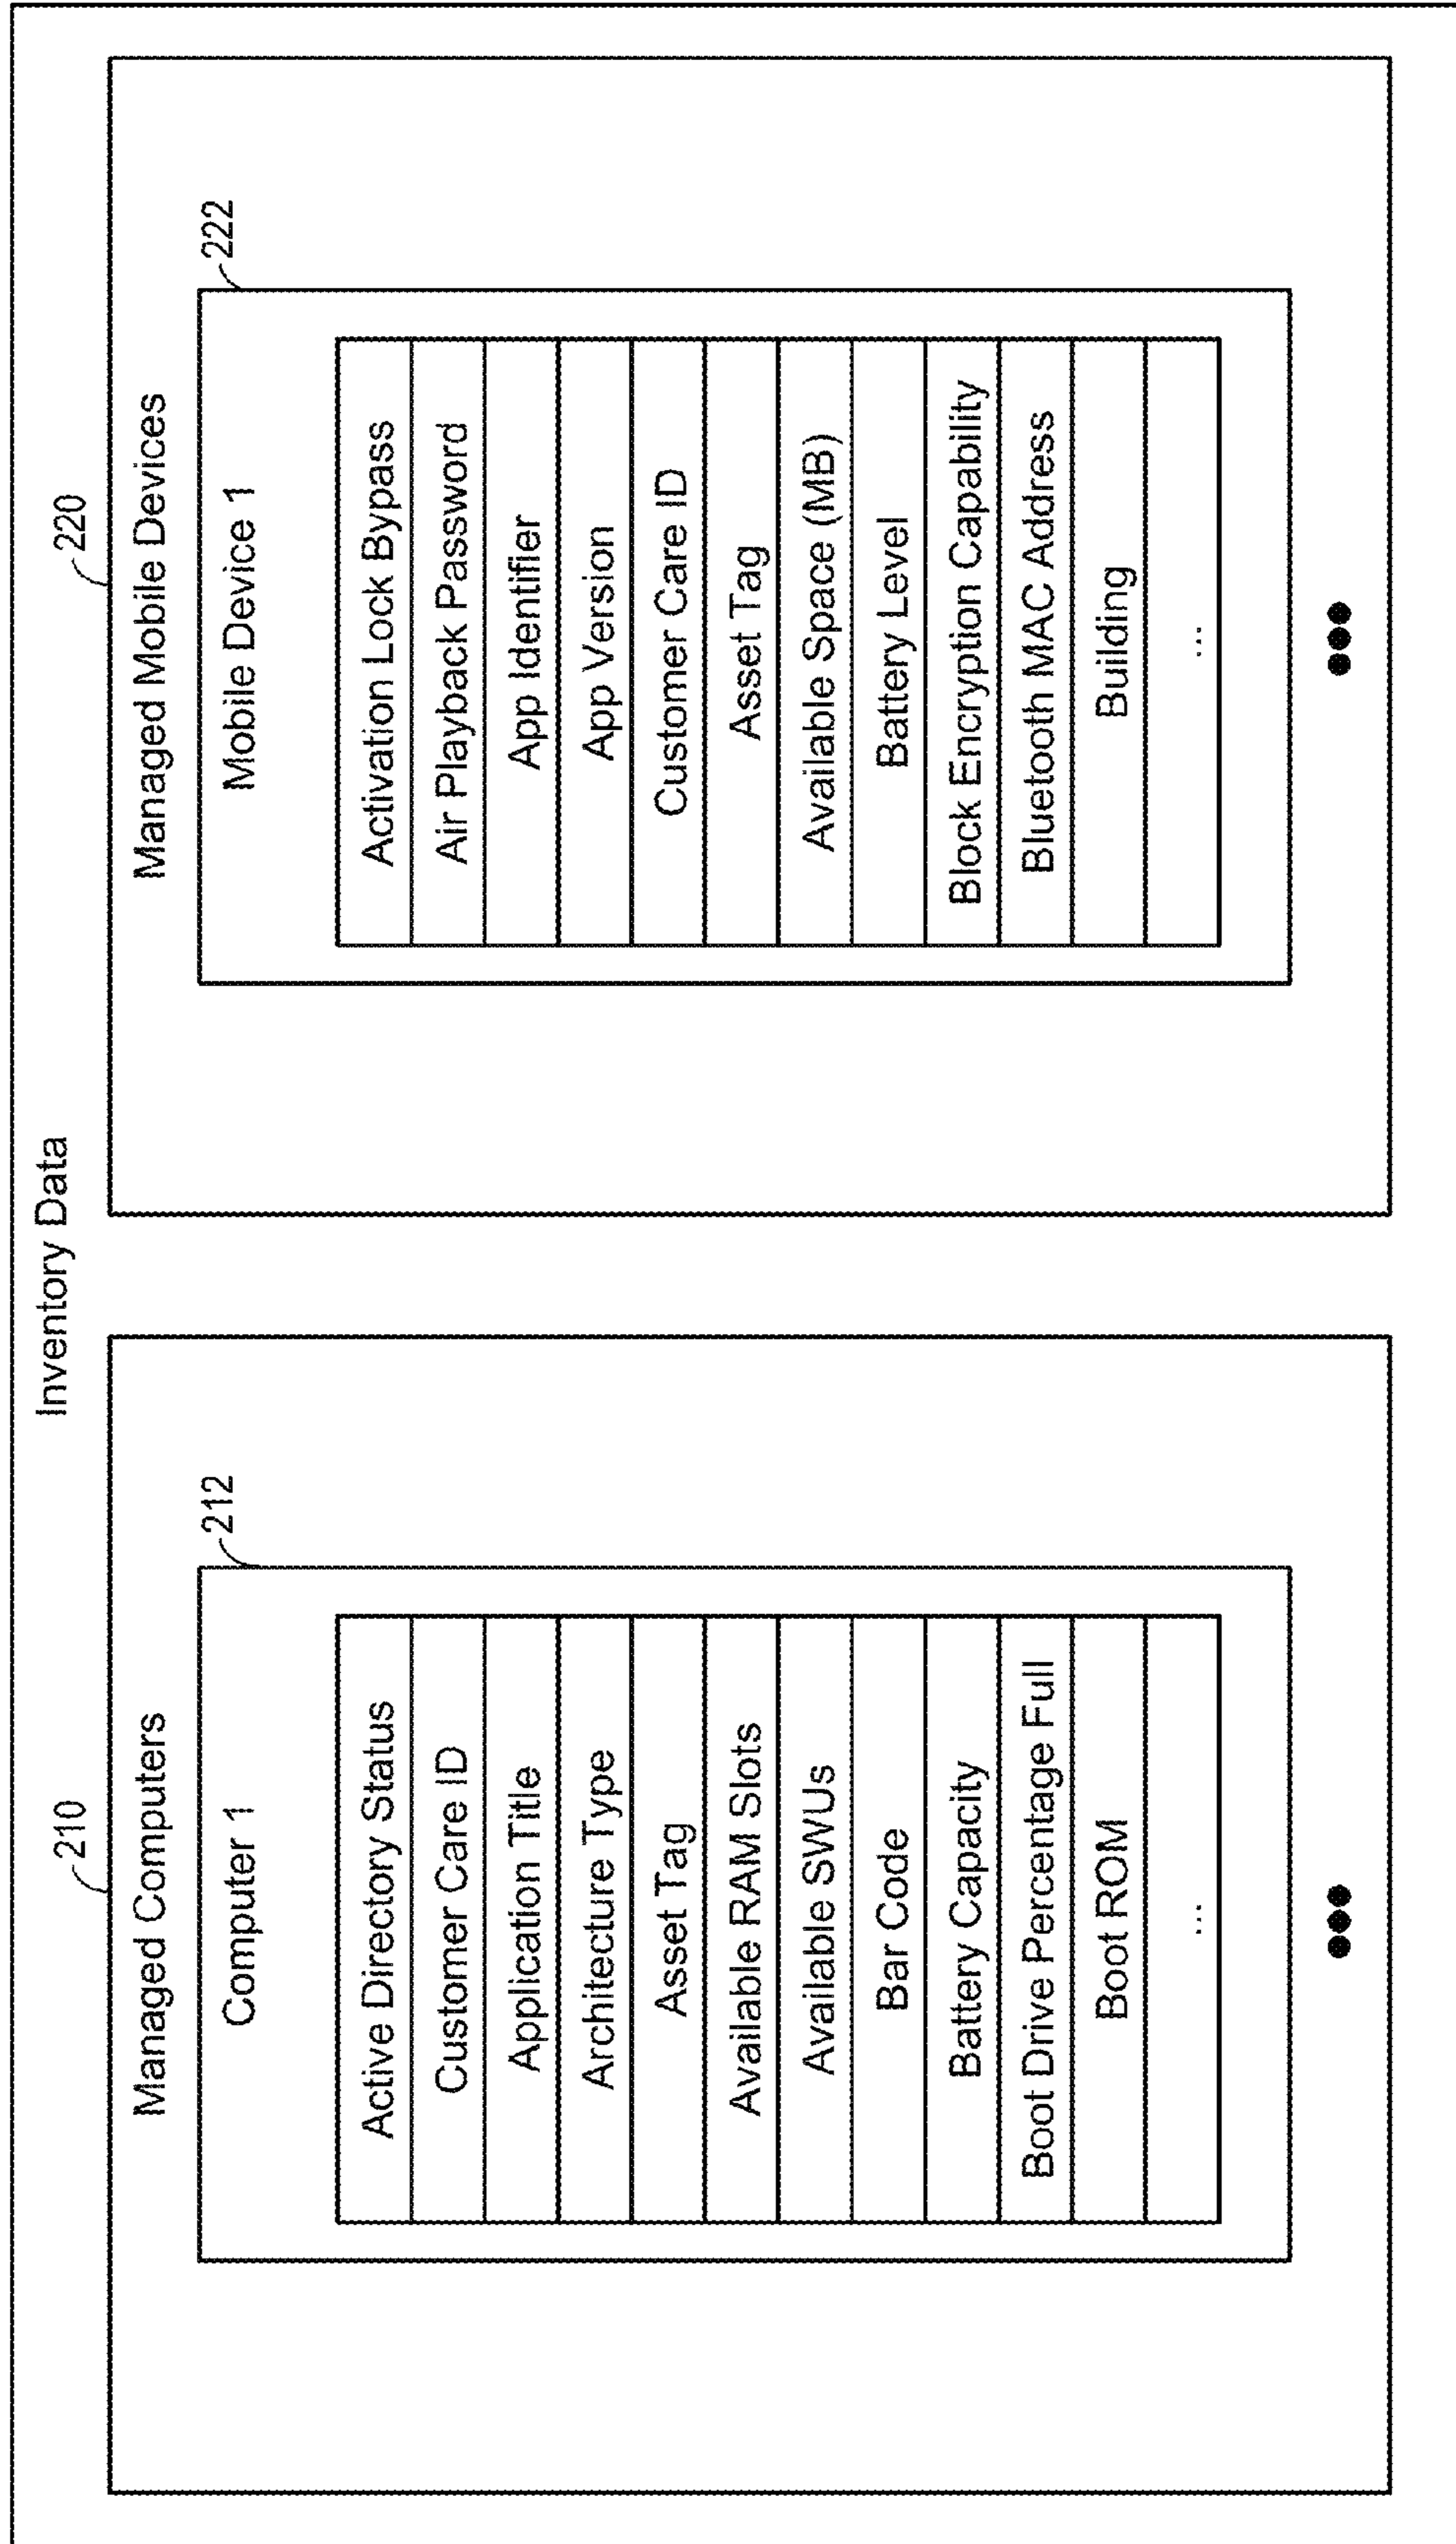 Inventory Data
210
Managed Computers
212
Computer 1
Active Directory Status
Customer Care ID
Application Title
Architecture Type
Asset Tag
Available RAM Slots
Available SWUs
Bar Code
Battery Capacity
Boot Drive Percentage Full
Boot ROM
...
220
Managed Mobile Devices
222
Mobile Device 1
Activation Lock Bypass
Air Playback Password
App Identifier
App Version
Customer Care ID
Asset Tag
Available Space (MB)
Battery Level
Block Encryption Capability
Bluetooth MAC Address
Building
...